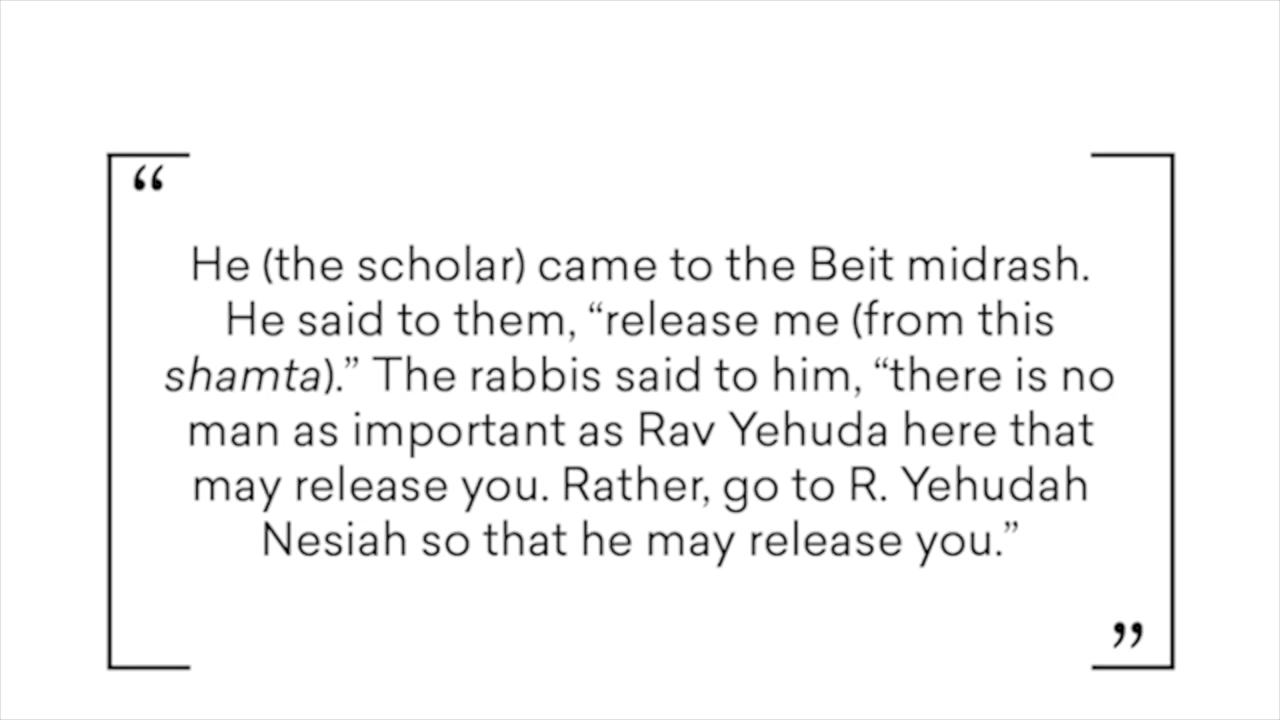 “
He (the scholar) came to the Beit midrash.
He said to them, “release me (from this
shamta).” The rabbis said to him, “there is no
man as important as Rav Yehuda here that
may release you. Rather, go to R. Yehudah
Nesiah so that he may release you.”
”